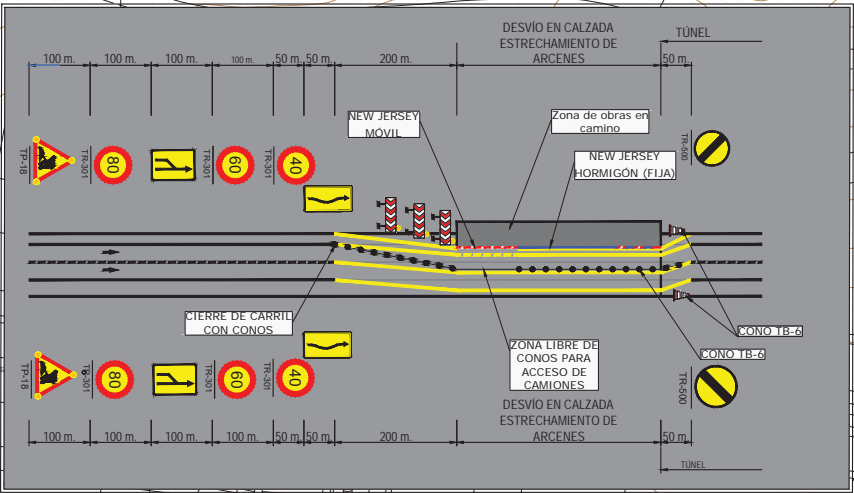 DESVÍO EN CALZADA
ESTRECHAMIENTO DE
ARCENES
TÚNEL
100 m.
100 m.
100 m.
100 m.
50 m.
50 m.
200 m.
50 m.
NEW JERSEY
MÓVIL
Zona de obras en
camino
NEW JERSEY
HORMIGÓN (FIJA)
TP-18
TR-301
80
TR-301
60
TR-301
40
TR-500
CIERRE DE CARRIL
CON CONOS
ZONA LIBRE DE
CONOS PARA
ACCESO DE
CAMIONES
CONO TB-6
CONO TB-6
TP-18
TR-301
80
TR-301
60
TR-301
40
TR-500
DESVÍO EN CALZADA
ESTRECHAMIENTO DE
ARCENES
100 m.
100 m.
100 m.
100 m.
50 m.
50 m.
200 m.
50 m.
TÚNEL